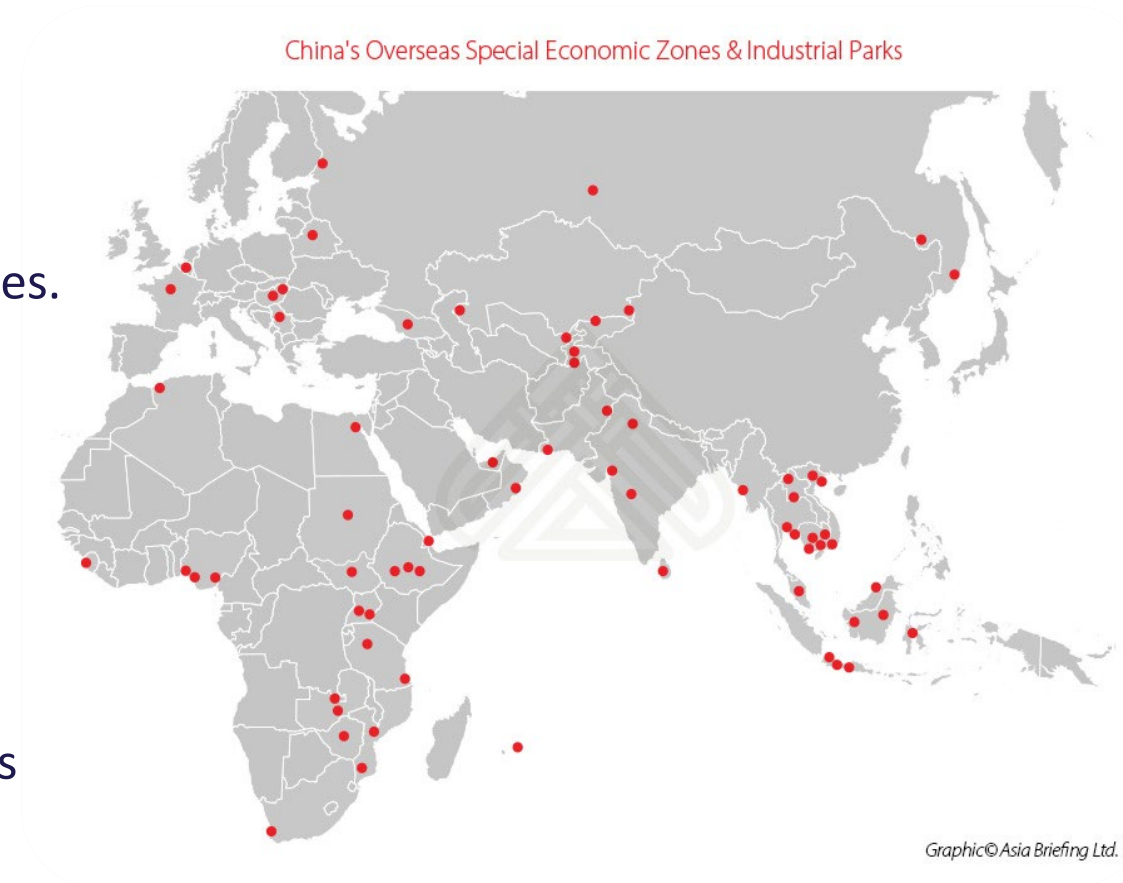 China's Overseas Special Economic Zones & Industrial Parks
es.
s
Graphic© Asia Briefing Ltd.